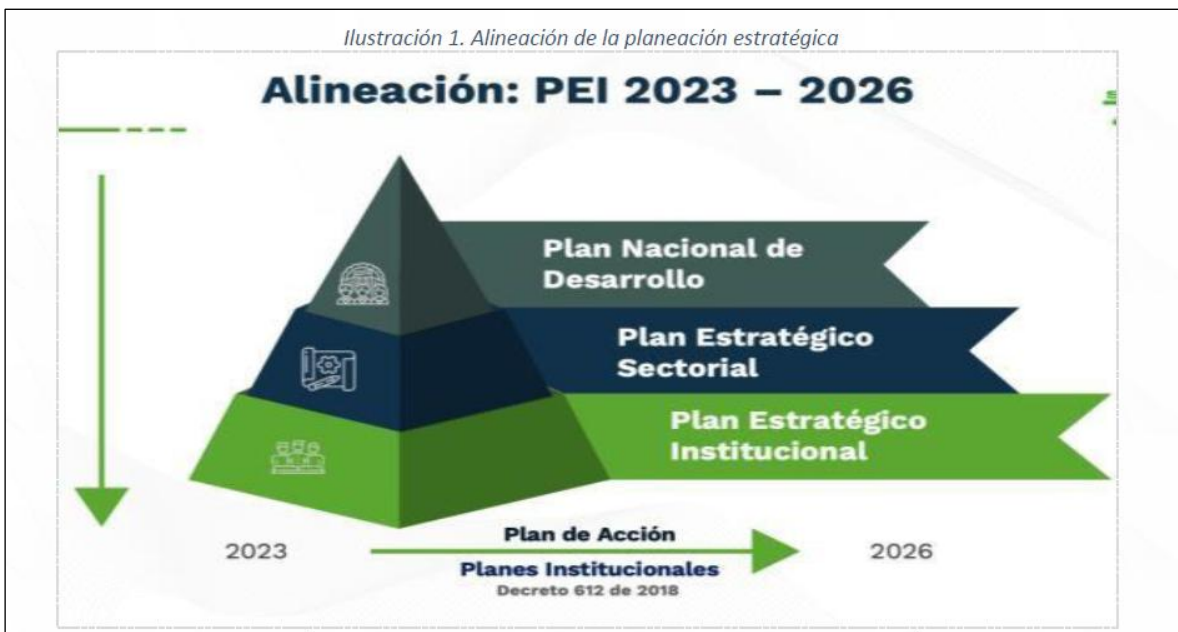 Ilustración 1. Alineación de la planeación estratégica
Alineación: PEI 2023 – 2026
Plan Nacional de
Desarrollo
Plan Estratégico
Sectorial
Plan Estratégico
Institucional
2023
Plan de Acción
Planes Institucionales
Decreto 612 de 2018
2026